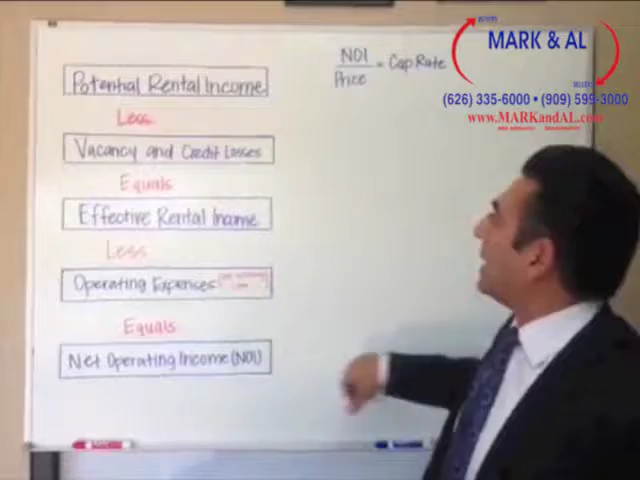 Potential Rental Income
Less
Vacancy and Credit Losses
Equals
Effective Rental Income
Less
Operating Expenses
Equals
Net Operating Income (NOI)
NOI
Price
= Cap Rate
MARK & AL
(626) 335-6000 • (909) 599-3000
www.MARKandAL.com